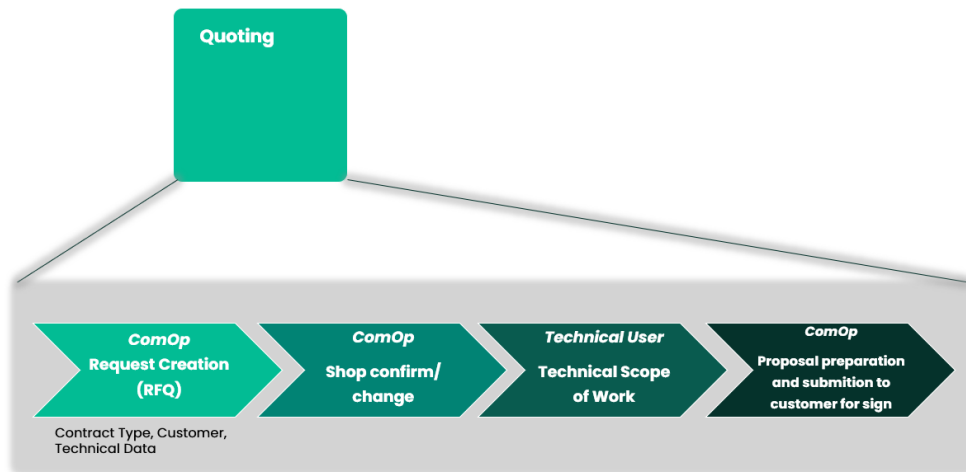 Quoting
ComOp
Request Creation
(RFQ)
Contract Type, Customer,
Technical Data
ComOp
Shop confirm/
change
Technical User
Technical Scope
of Work
ComOp
Proposal preparation
and submition to
customer for sign